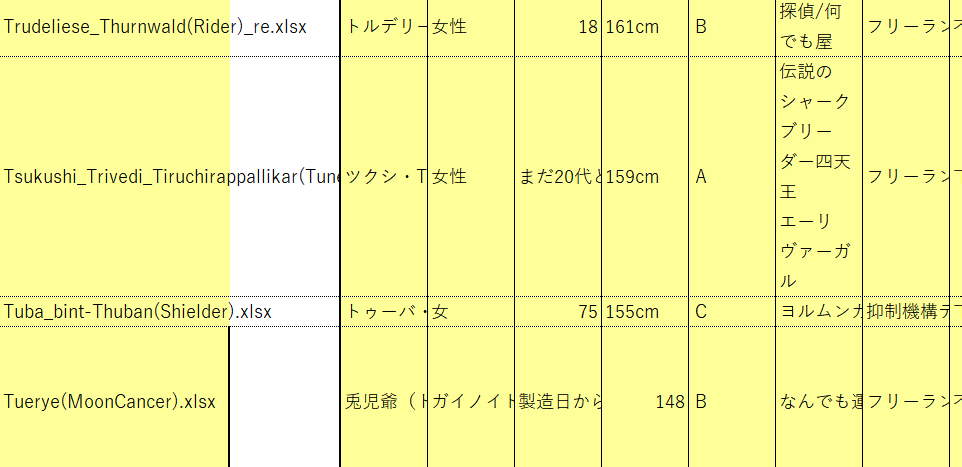 Trudeliese_Thurnwald(Rider)_re.xlsx トルデリー 女性 18 161cm B 探偵/何
でも屋 フリーラン
Tsukushi_Trivedi_Tiruchirappallikar(Tune ツクシ・T 女性 まだ20代と 159cm A 伝説の
シャーク
ブリー
ダー四天
王
エーリ
ヴァーガ
ル フリーラン
Tuba_bint-Thuban(Shielder).xlsx トゥーバ・ 女 75 155cm C ヨルムンガ 抑制機構テ
Tuerye(MoonCancer).xlsx 兎児爺（ト ガイノイト 製造日から 148 B なんでも運 フリーラン